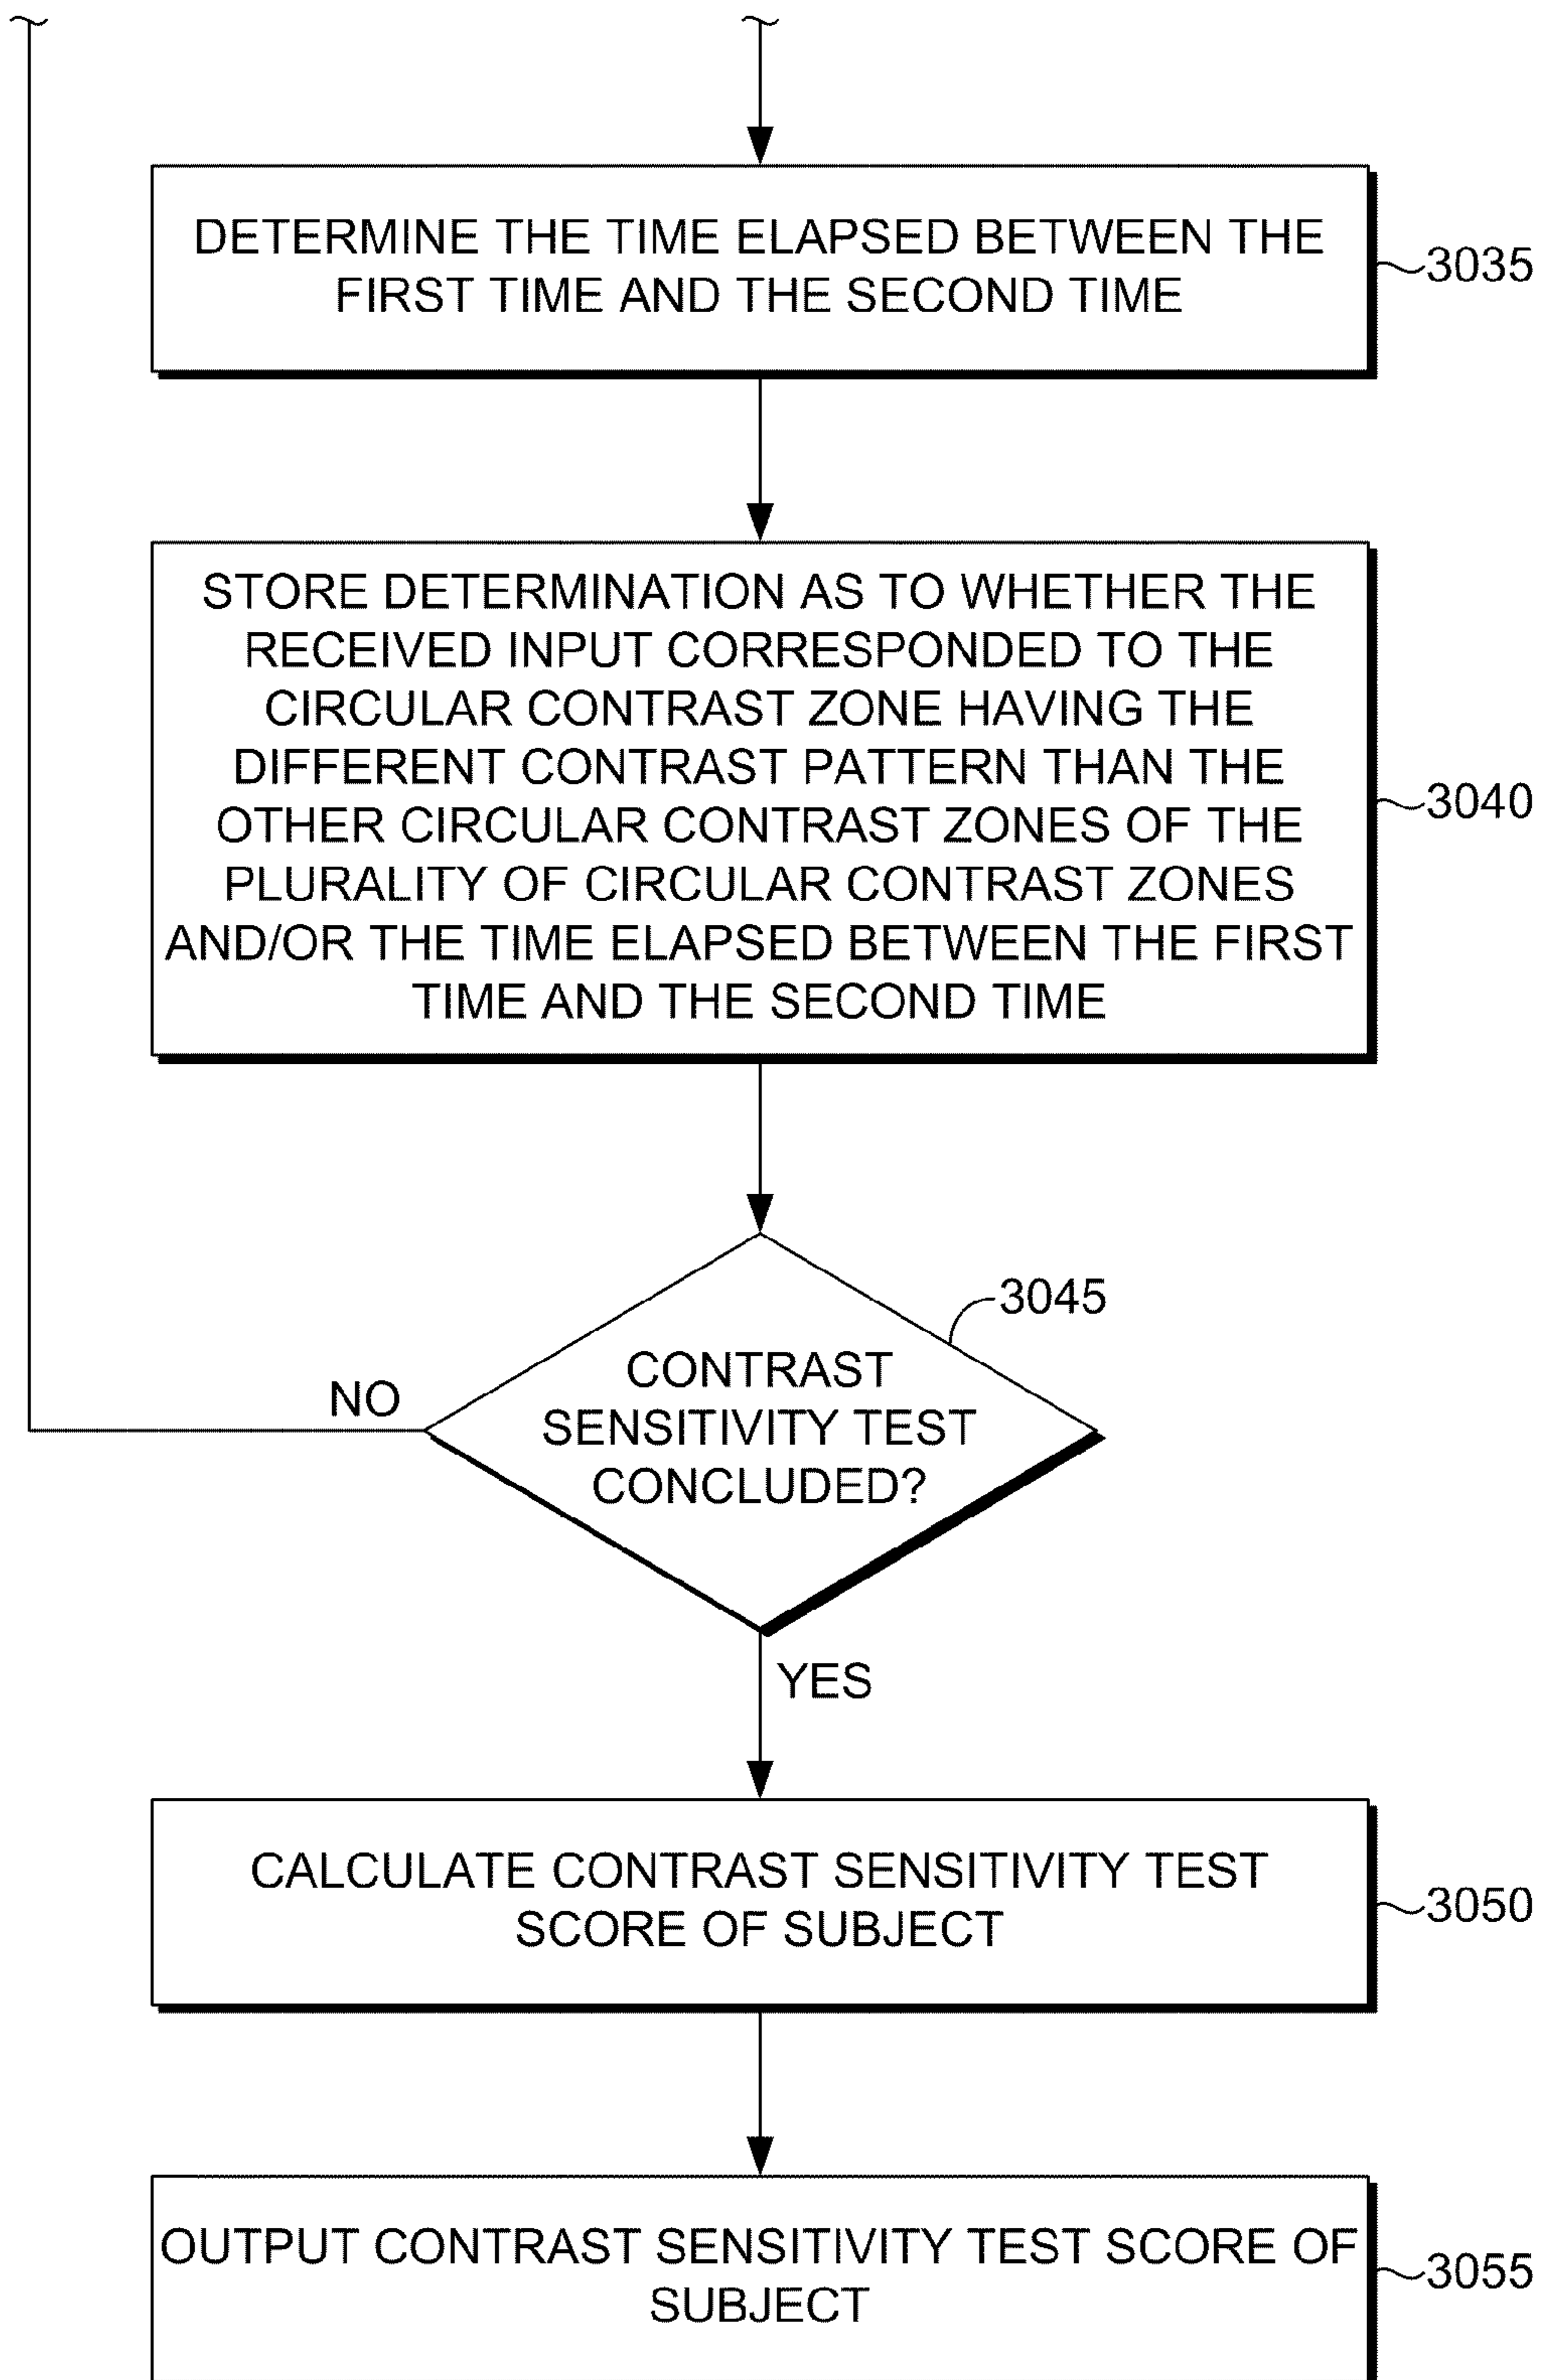 DETERMINE THE TIME ELAPSED BETWEEN THE
FIRST TIME AND THE SECOND TIME
3035
STORE DETERMINATION AS TO WHETHER THE
RECEIVED INPUT CORRESPONDED TO THE
CIRCULAR CONTRAST ZONE HAVING THE
DIFFERENT CONTRAST PATTERN THAN THE
OTHER CIRCULAR CONTRAST ZONES OF THE
PLURALITY OF CIRCULAR CONTRAST ZONES
AND/OR THE TIME ELAPSED BETWEEN THE FIRST
TIME AND THE SECOND TIME
3040
3045
CONTRAST
SENSITIVITY TEST
CONCLUDED?
NO
YES
CALCULATE CONTRAST SENSITIVITY TEST
SCORE OF SUBJECT
3050
OUTPUT CONTRAST SENSITIVITY TEST SCORE OF
SUBJECT
3055